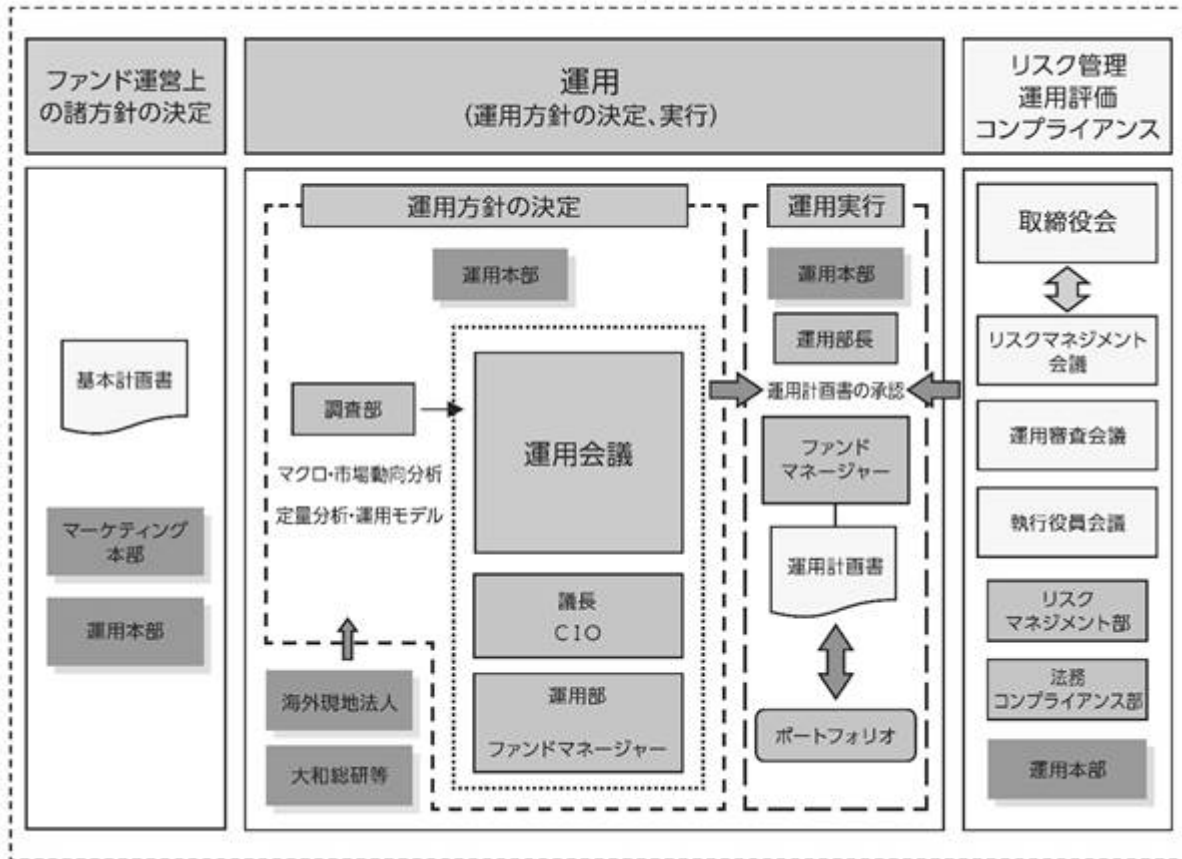 ファンド運営上
の諸方針の決定
運用
(運用方針の決定、実行)
リスク管理
運用評価
コンプライアンス
基本計画書
マーケティング
本部
運用本部
運用方針の決定
運用本部
調査部
マクロ・市場動向分析
定量分析・運用モデル
運用会議
議長
CIO
運用部
ファンドマネージャー
海外現地法人
大和総研等
運用実行
運用本部
運用部長
運用計画書の承認
ファンド
マネージャー
運用計画書
ポートフォリオ
取締役会
リスクマネジメント
会議
運用審査会議
執行役員会議
リスク
マネジメント部
法務
コンプライアンス部
運用本部